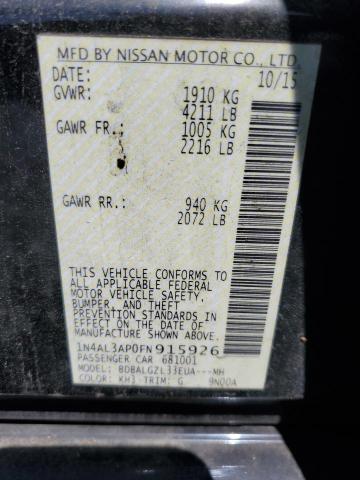 MFD BY NISSAN MOTOR CO., LTD.
DATE: 10/15
GVWR: 1910 KG
4211 LB
GAWR FR.: 1005 KG
2216 LB
GAWR RR.: 940 KG
2072 LB
THIS VEHICLE CONFORMS TO
ALL APPLICABLE FEDERAL
MOTOR VEHICLE SAFETY,
BUMPER, AND THEFT
PREVENTION STANDARDS IN
EFFECT ON THE DATE OF
MANUFACTURE SHOWN ABOVE.
1N4AL3AP0FN915926
PASSENGER CAR 681001
MODEL: BDBALGZL33EUA---MH
COLOR: KH3 TRIM: G 9N00A